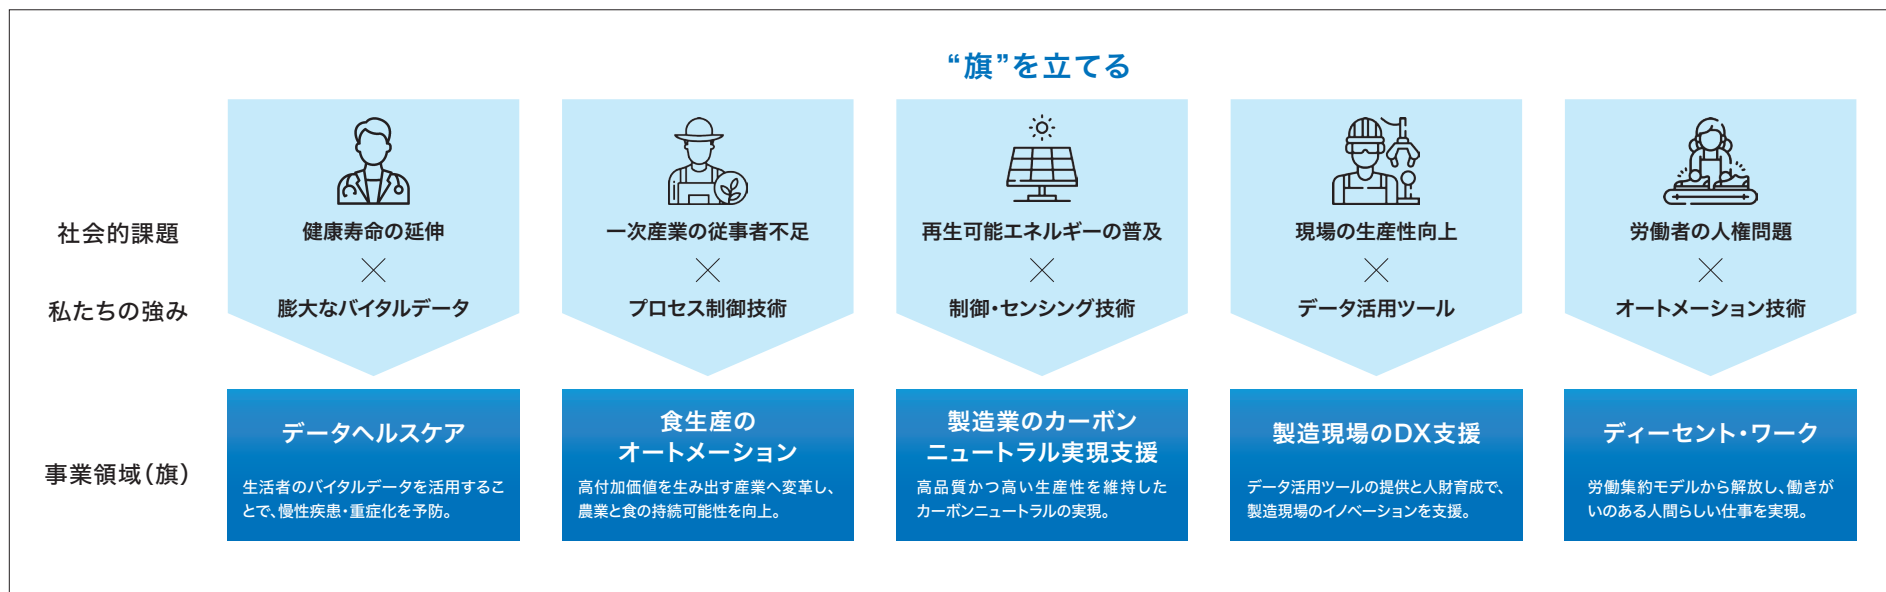 “旗”を立てる
社会的課題
健康寿命の延伸
一次産業の従事者不足
再生可能エネルギーの普及
現場の生産性向上
労働者の人権問題
×
×
×
×
×
私たちの強み
膨大なバイタルデータ
プロセス制御技術
制御・センシング技術
データ活用ツール
オートメーション技術
事業領域（旗）
データヘルスケア
生活者のバイタルデータを活用するこ
とで、慢性疾患・重症化を予防。
食生産の
オートメーション
高付加価値を生み出す産業へ変革し、
農業と食の持続可能性を向上。
製造業のカーボン
ニュートラル実現支援
高品質かつ高い生産性を維持した
カーボンニュートラルの実現。
製造現場のDX支援
データ活用ツールの提供と人財育成で、
製造現場のイノベーションを支援。
ディーセント・ワーク
労働集約モデルから解放し、働きが
いのある人間らしい仕事を実現。